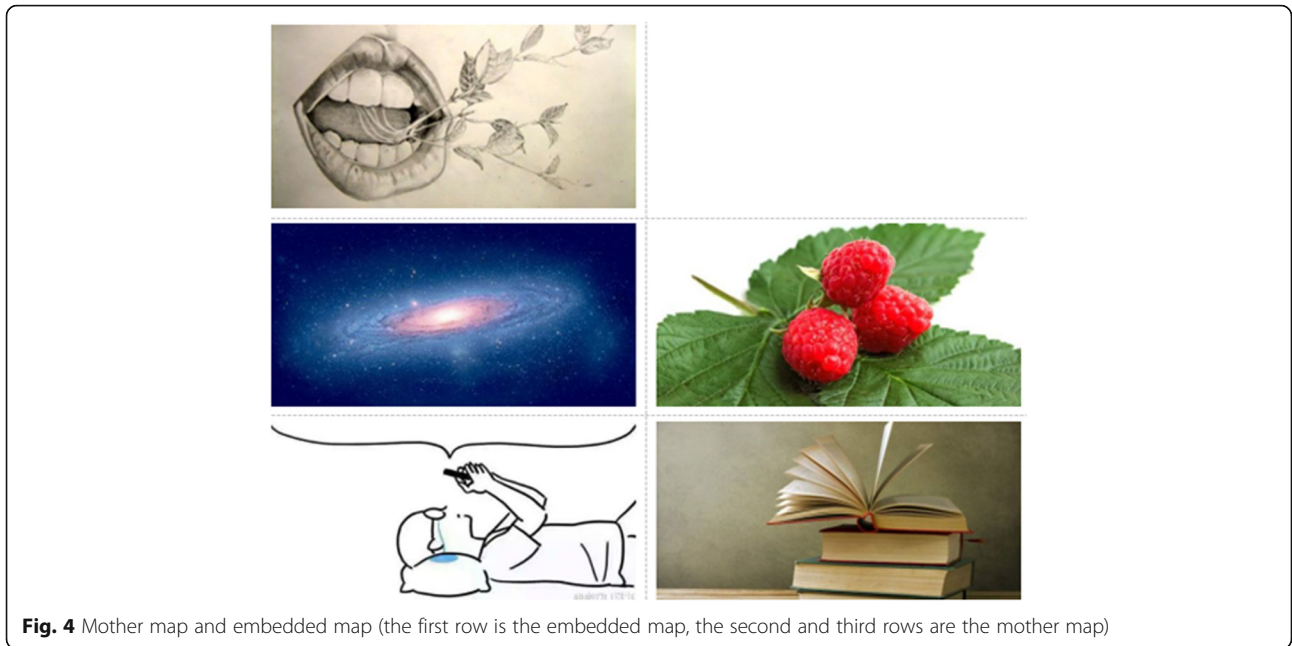 Fig. 4 Mother map and embedded map (the first row is the embedded map, the second and third rows are the mother map)